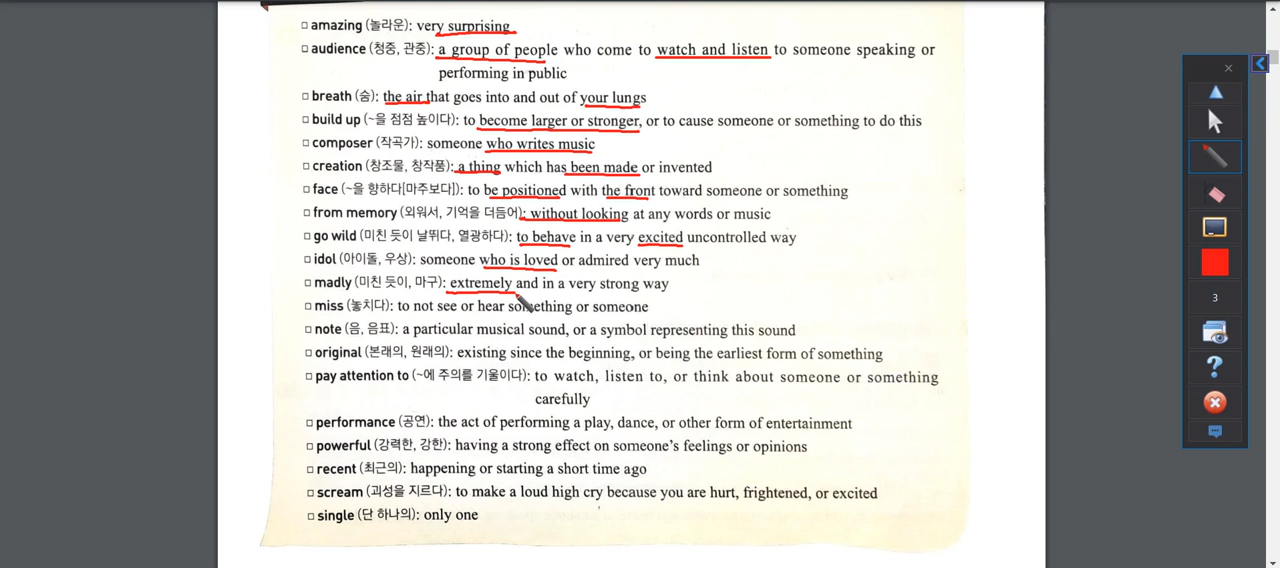 □ amazing (놀라운): very surprising
□ audience (청중, 관중): a group of people who come to watch and listen to someone speaking or
performing in public
□ breath (숨): the air that goes into and out of your lungs
□ build up (~을 점점 높이다): to become larger or stronger, or to cause someone or something to do this
□ composer (작곡가): someone who writes music
□ creation (창조물, 창작품): a thing which has been made or invented
□ face (~을 향하다[마주보다]): to be positioned with the front toward someone or something
□ from memory (외워서, 기억을 더듬어): without looking at any words or music
□ go wild (미친 듯이 날뛰다, 열광하다): to behave in a very excited uncontrolled way
□ idol (아이돌, 우상): someone who is loved or admired very much
□ madly (미친 듯이, 마구): extremely and in a very strong way
□ miss (놓치다): to not see or hear something or someone
□ note (음, 음표): a particular musical sound, or a symbol representing this sound
□ original (본래의, 원래의): existing since the beginning, or being the earliest form of something
□ pay attention to (~에 주의를 기울이다): to watch, listen to, or think about someone or something
carefully
□ performance (공연): the act of performing a play, dance, or other form of entertainment
□ powerful (강력한, 강한): having a strong effect on someone's feelings or opinions
□ recent (최근의): happening or starting a short time ago
□ scream (괴성을 지르다): to make a loud high cry because you are hurt, frightened, or excited
□ single (단 하나의): only one
3